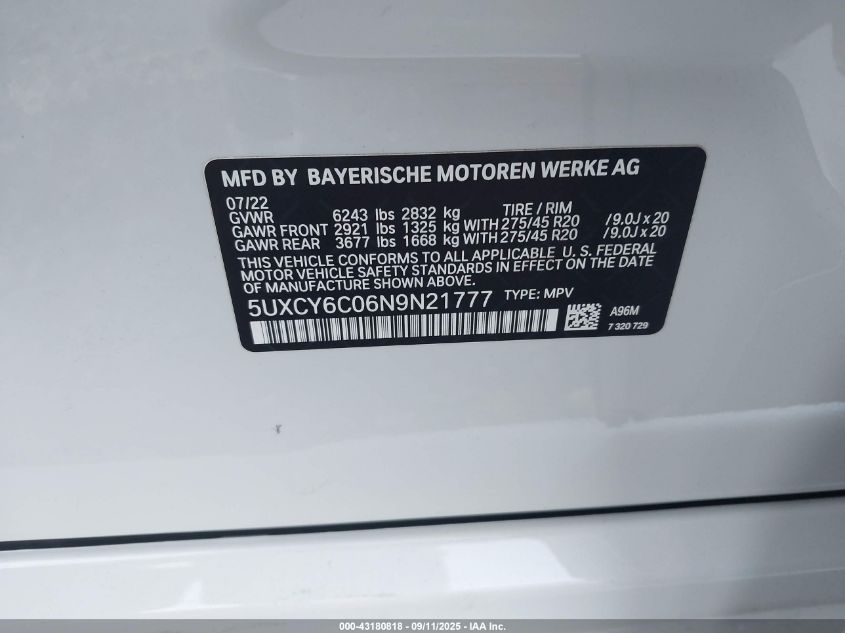 MFD BY BAYERISCHE MOTOREN WERKE AG
07/22 TIRE / RIM
GVWR 6243 lbs 2832 kg
GAWR FRONT 2921 lbs 1325 kg WITH 275/45 R20 /9.0J x 20
GAWR REAR 3677 lbs 1668 kg WITH 275/45 R20 /9.0J x 20
THIS VEHICLE CONFORMS TO ALL APPLICABLE U. S. FEDERAL
MOTOR VEHICLE SAFETY STANDARDS IN EFFECT ON THE DATE
OF MANUFACTURE SHOWN ABOVE.
5UXCY6C06N9N21777 TYPE: MPV
A96M
7 320 729
000-43180818 - 09/11/2025 - IAA Inc.